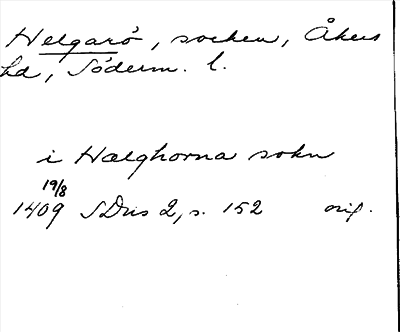 Helgarö, socken, Åkers
hd, Söderm. l.
i Hælghorna sokn
19/8
1409 SDns 2, s. 152 orig.